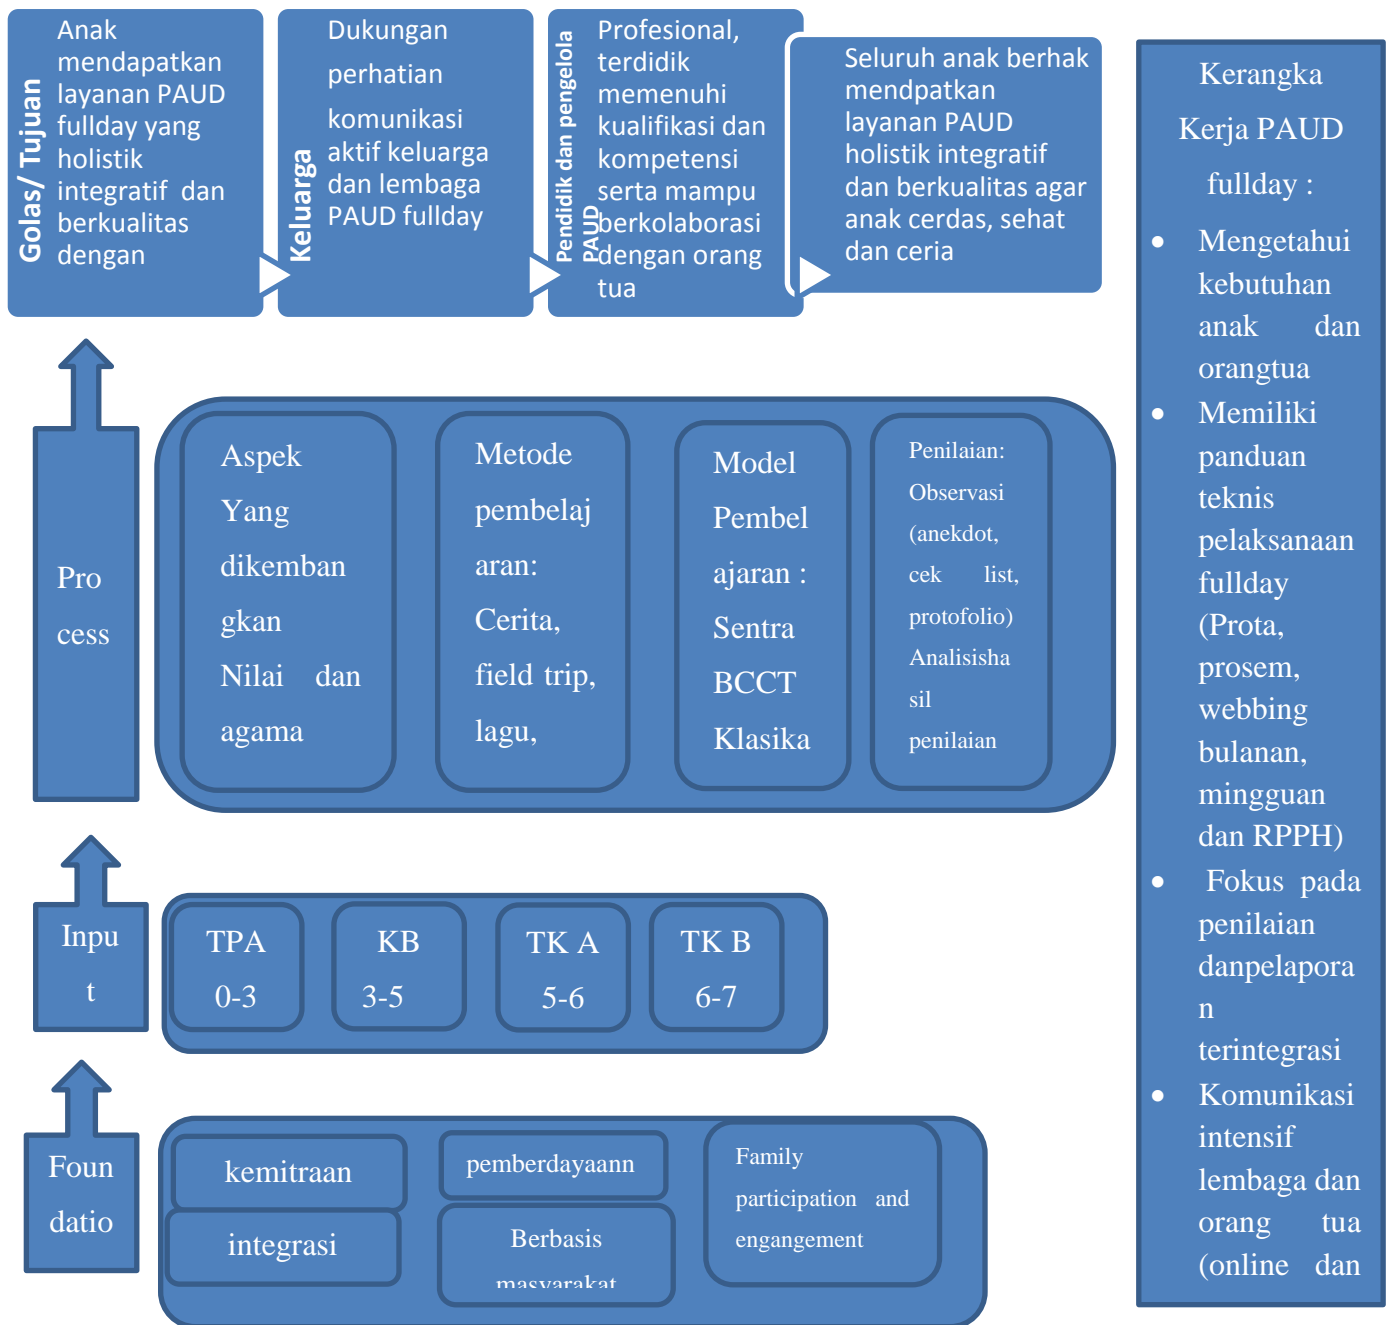 Golas/ Tujuan
Anak
mendapatkan
layanan PAUD
fullday yang
holistik
integratif dan
berkualitas
dengan
Keluarga
Dukungan
perhatian
komunikasi
aktif keluarga
dan lembaga
PAUD fullday
Pendidik dan pengelola
PAUD
Profesional,
terdidik
memenuhi
kualifikasi dan
kompetensi
serta mampu
berkolaborasi
dengan orang
tua
Seluruh anak berhak
mendpatkan
layanan PAUD
holistik integratif
dan berkualitas agar
anak cerdas, sehat
dan ceria
Pro
cess
Aspek
Yang
dikemban
gkan
Nilai dan
agama
Metode
pembelaj
aran:
Cerita,
field trip,
lagu,
Model
Pembel
ajaran :
Sentra
BCCT
Klasika
Penilaian:
Observasi
(anekdot,
cek list,
protofolio)
Analisisha
sil
penilaian
Inpu
t
TPA
0-3
KB
3-5
TK A
5-6
TK B
6-7
Foun
datio
kemitraan
integrasi
pemberdayaann
Berbasis
masyarakat
Family
participation and
engangement
Kerangka
Kerja PAUD
fullday :
• Mengetahui
kebutuhan
anak dan
orangtua
• Memiliki
panduan
teknis
pelaksanaan
fullday
(Prota,
prosem,
webbing
bulanan,
mingguan
dan RPPH)
• Fokus pada
penilaian
danpelapora
n
terintegrasi
• Komunikasi
intensif
lembaga dan
orang tua
(online dan